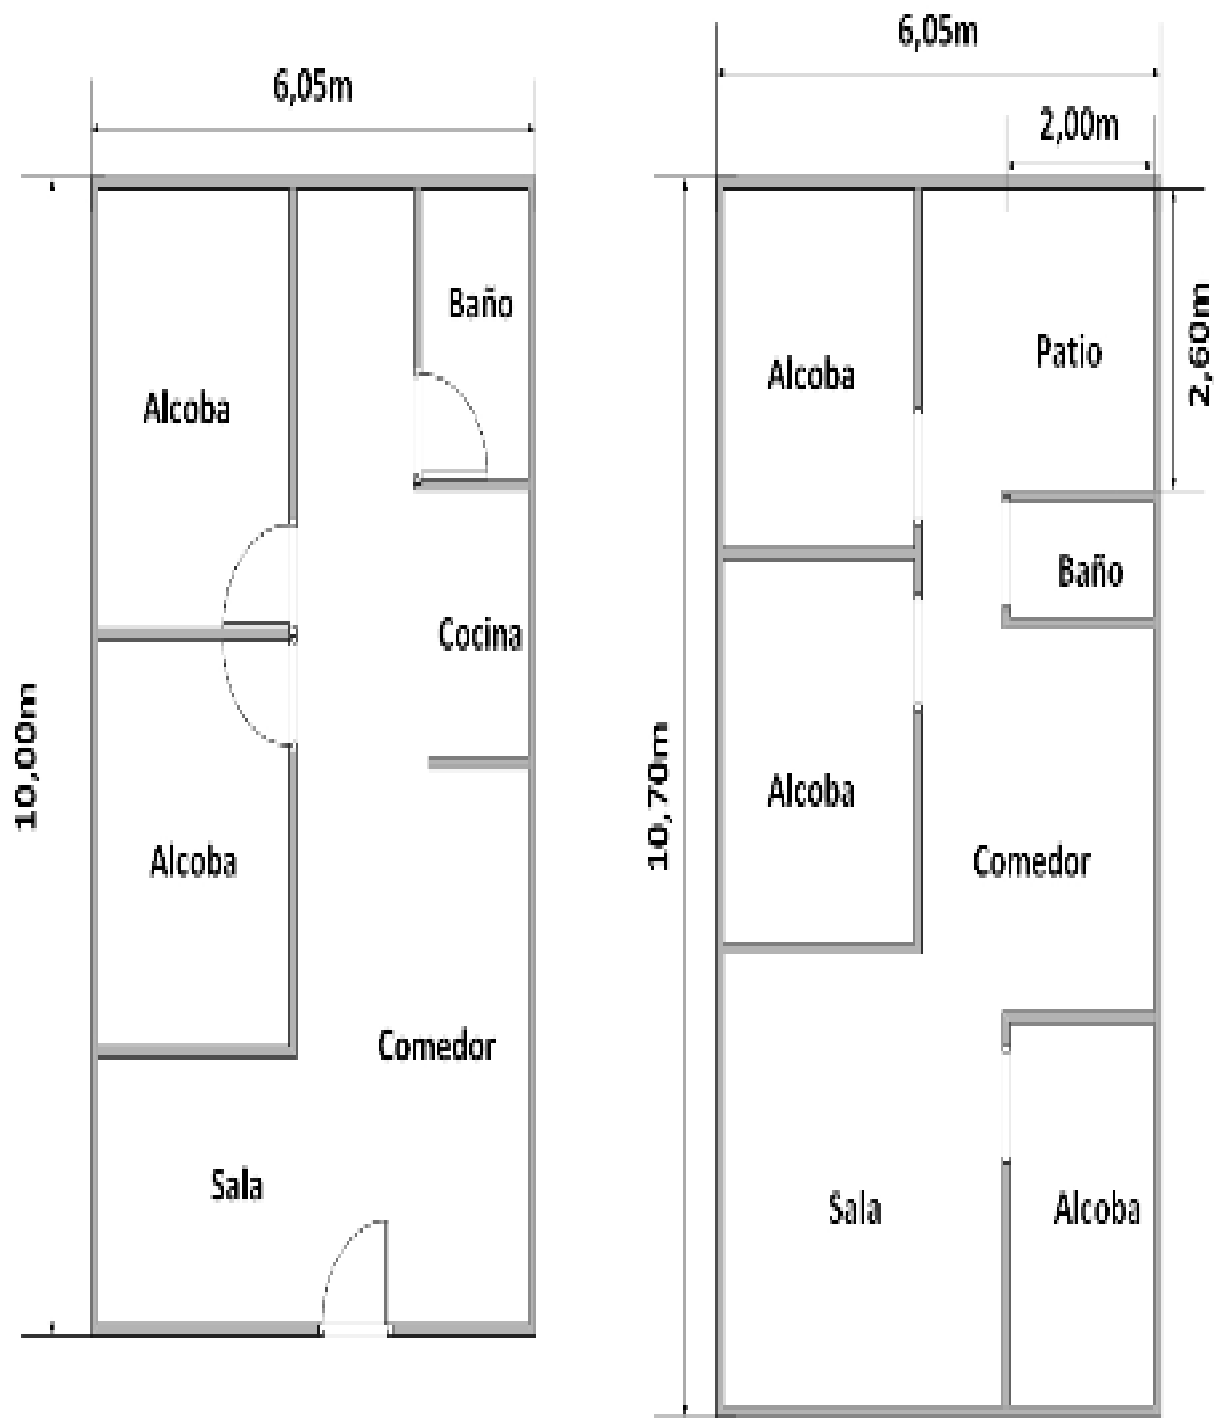 6,05m
10,00m
Alcoba
Baño
Cocina
Alcoba
Comedor
Sala
6,05m
2,00m
2,60m
10,70m
Alcoba
Patio
Baño
Alcoba
Comedor
Sala
Alcoba